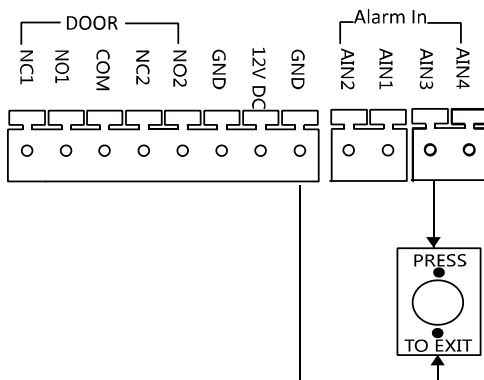 DOOR
Alarm In
NC1
NO1
COM
NC2
NO2
GND
12V DC
GND
AIN2
AIN1
AIN3
AIN4
PRESS
TO EXIT